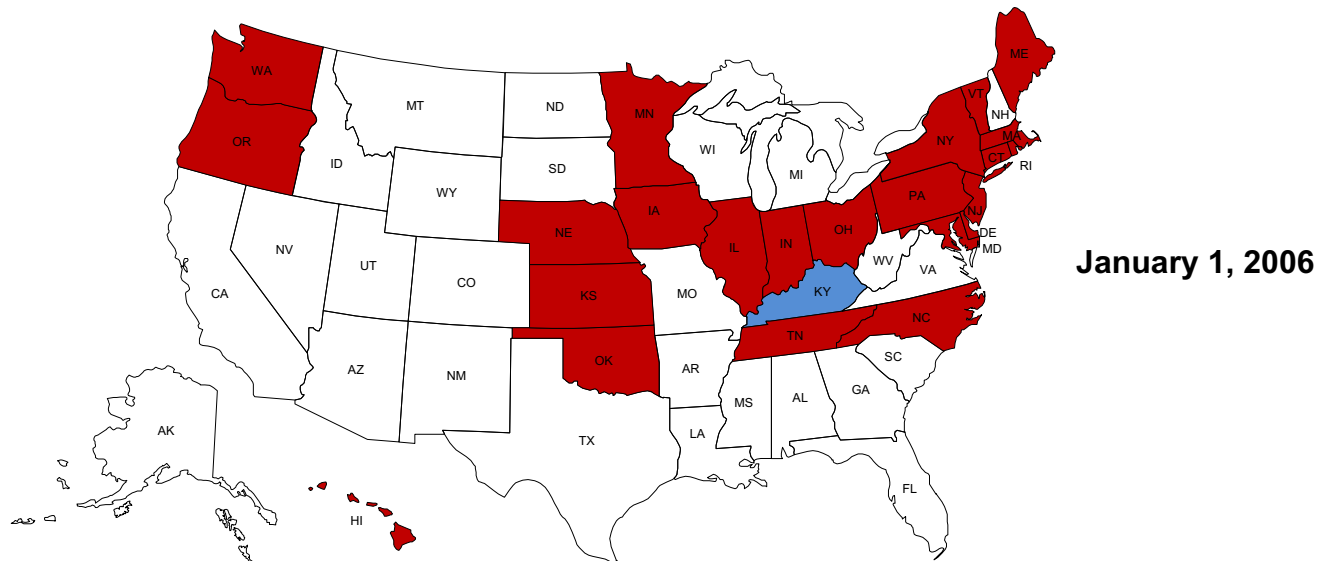 WA
MT
ND
MN
ME
VT
NH
OR
ID
SD
WI
MI
NY
MA
CT
RI
WY
IA
PA
NJ
NE
IL
IN
OH
DE
MD
NV
UT
CO
WV
VA
January 1, 2006
CA
KS
MO
KY
AZ
NM
OK
AR
TN
NC
SC
MS
AL
GA
AK
TX
LA
FL
HI